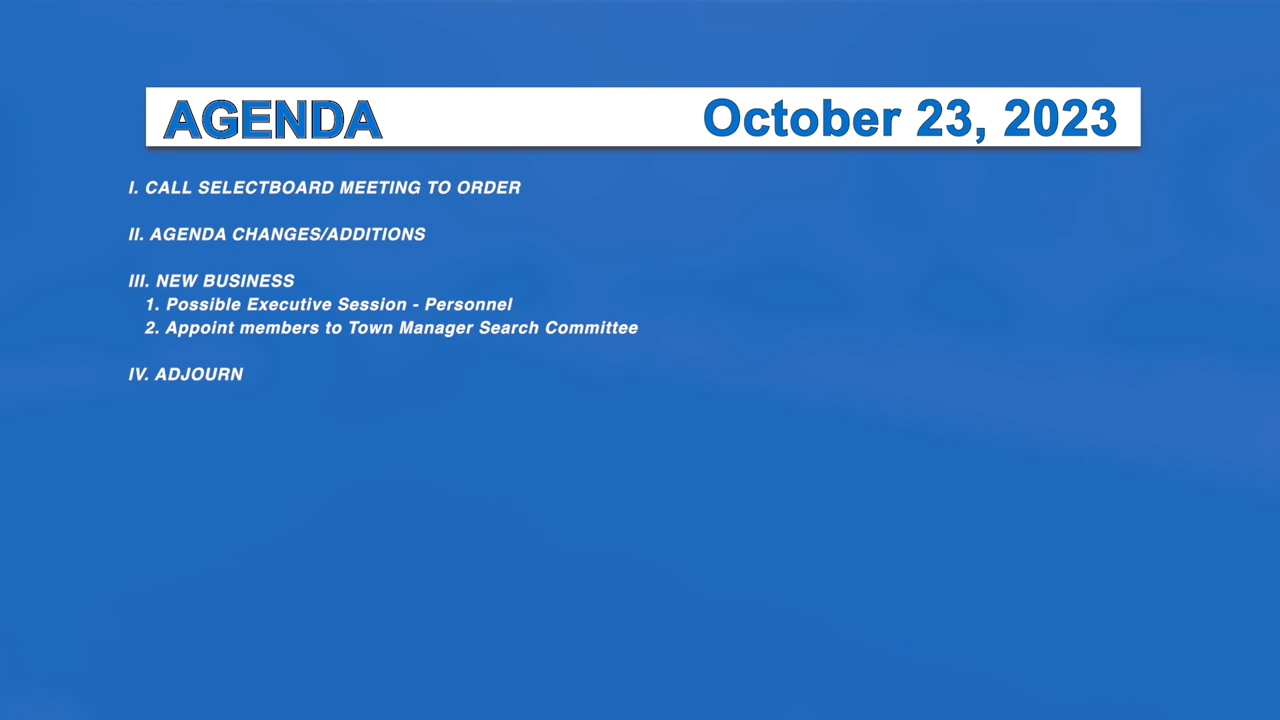 AGENDA October 23, 2023
I. CALL SELECTBOARD MEETING TO ORDER
II. AGENDA CHANGES/ADDITIONS
III. NEW BUSINESS
1. Possible Executive Session - Personnel
2. Appoint members to Town Manager Search Committee
IV. ADJOURN